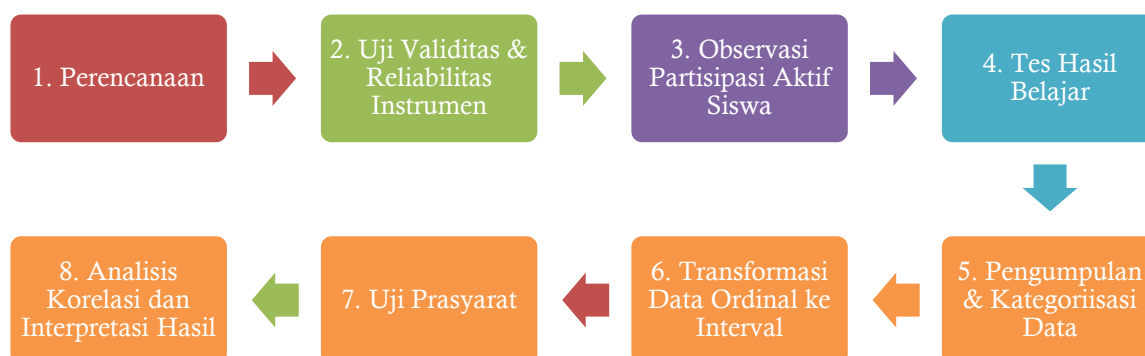 1. Perencanaan
2. Uji Validitas &
Reliabilitas
Instrumen
3. Observasi
Partisipasi Aktif
Siswa
4. Tes Hasil
Belajar
5. Pengumpulan
& Kategoriisasi
Data
6. Transformasi
Data Ordinal ke
Interval
7. Uji Prasyarat
8. Analisis
Korelasi dan
Interpretasi Hasil